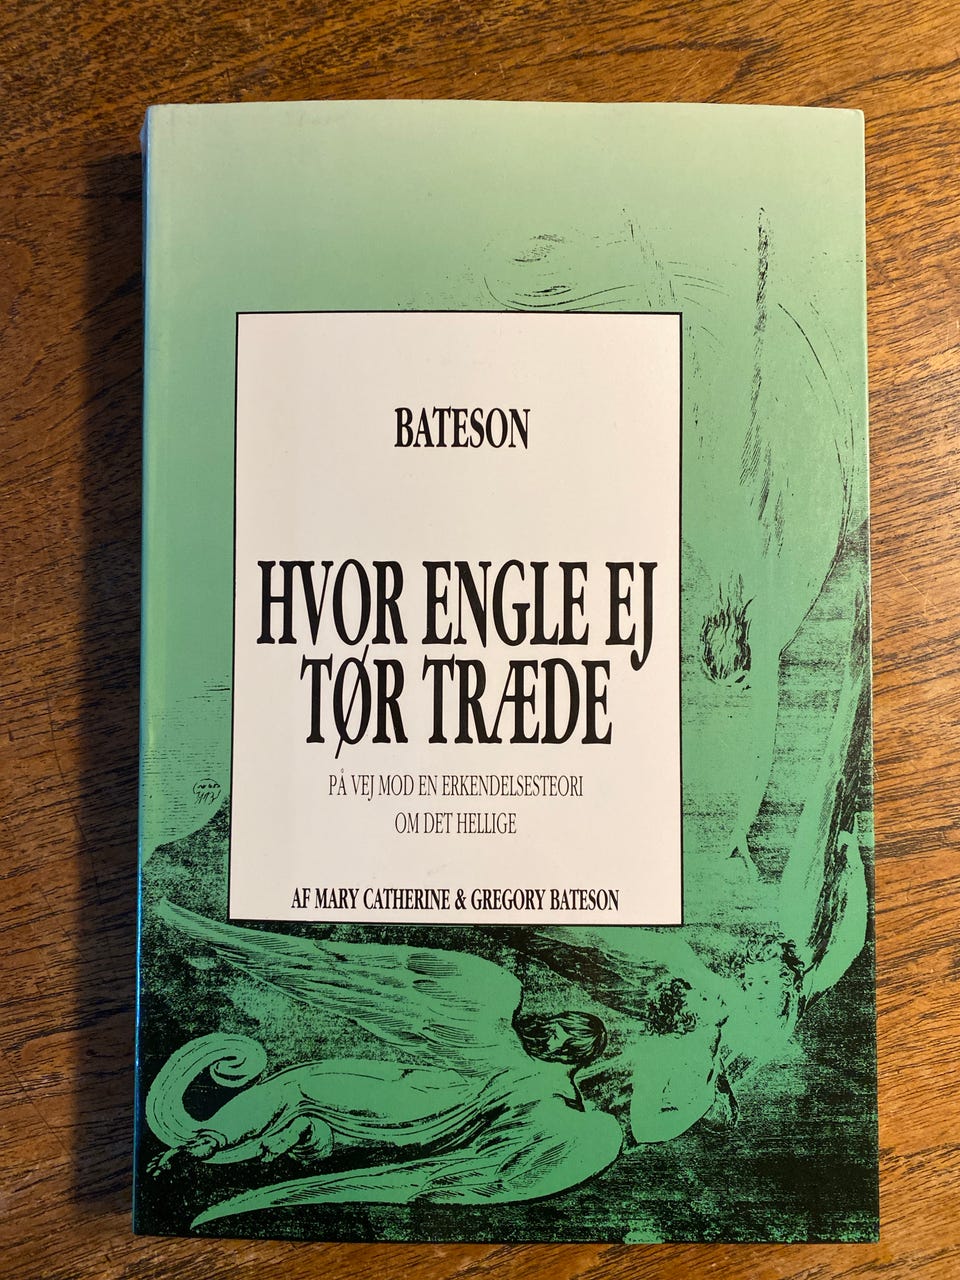 BATESON
HVOR ENGLE EJ
TØR TRÆDE
PÅ VEJ MOD EN ERKENDELSESTEORI
OM DET HELLIGE
AF MARY CATHERINE & GREGORY BATESON